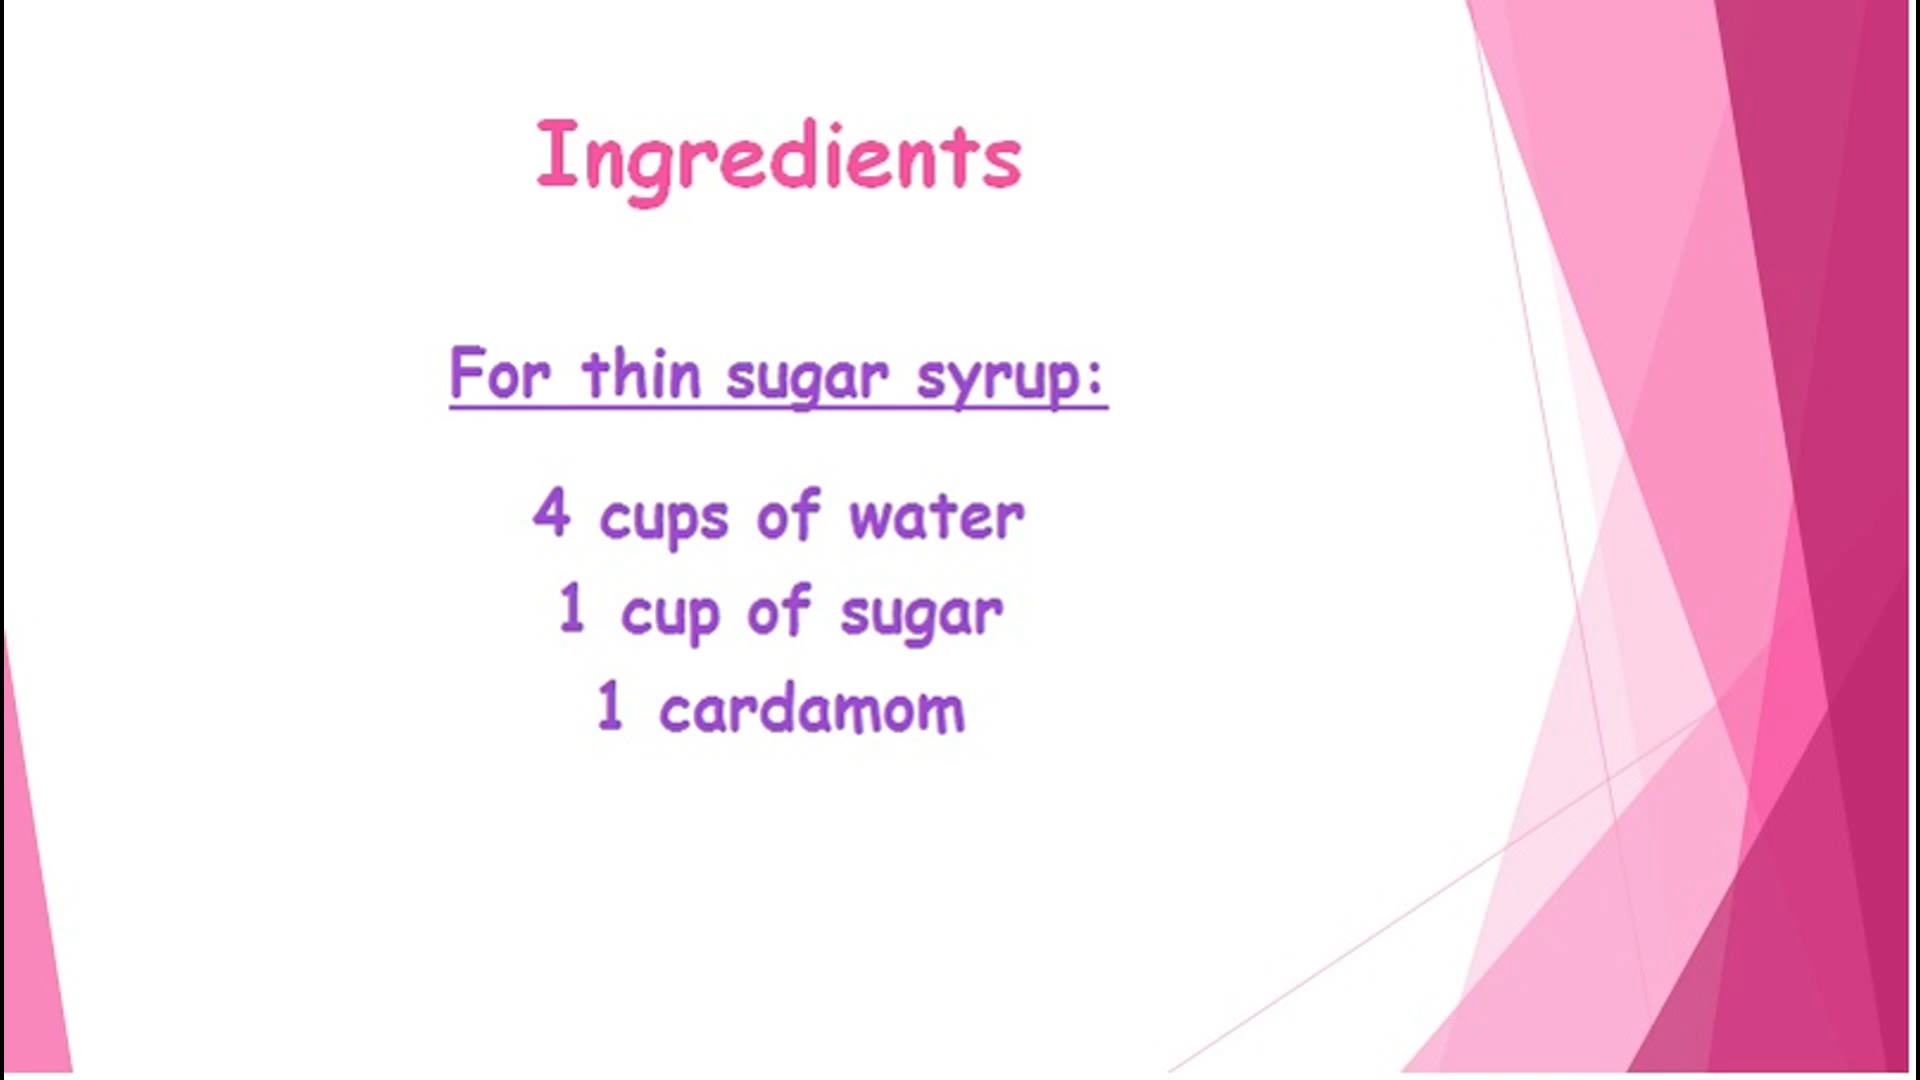 Ingredients
For thin sugar syrup:
4 cups of water
1 cup of sugar
1 cardamom